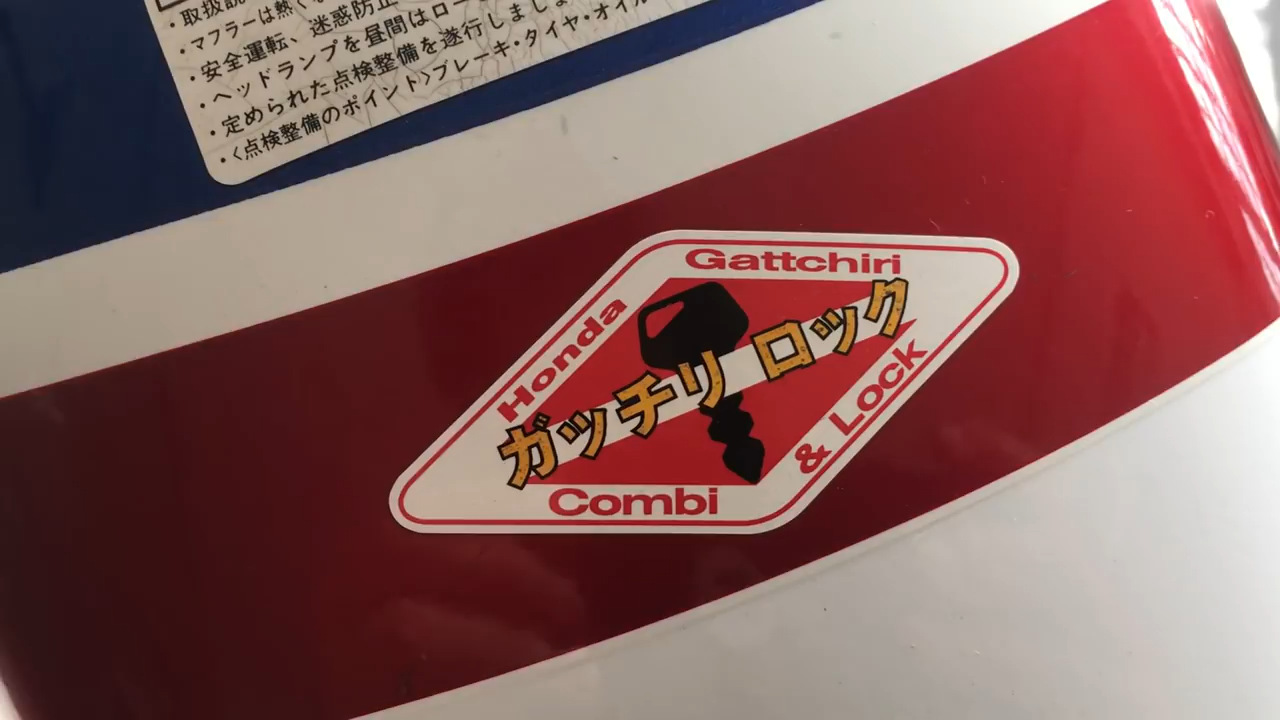 ・取扱説
・マフラーは熱く
・安全運転、迷惑防止
・ヘッドランプを昼間はロー
・定められた点検整備を遂行しましょ
・〈点検整備のポイント〉ブレーキ・タイヤ・オイル
Gattchiri
Honda
ガッチリ ロック
& Lock
Combi